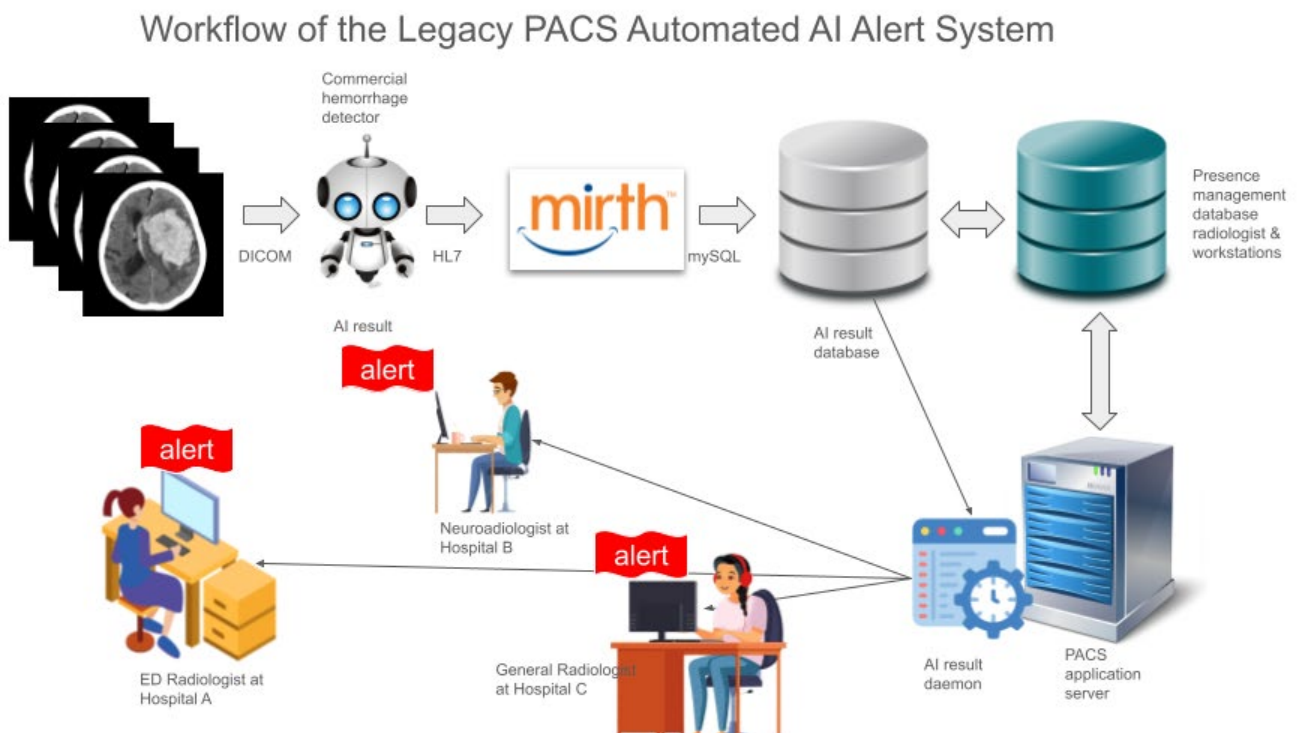 Workflow of the Legacy PACS Automated AI Alert System
Commercial
hemorrhage
detector
DICOM
HL7
mirth™
mySQL
Presence
management
database
radiologist &
workstations
AI result
AI result
database
alert
alert
Neuroadiologist at
Hospital B
alert
ED Radiologist at
Hospital A
General Radiologist
at Hospital C
AI result
daemon
PACS
application
server